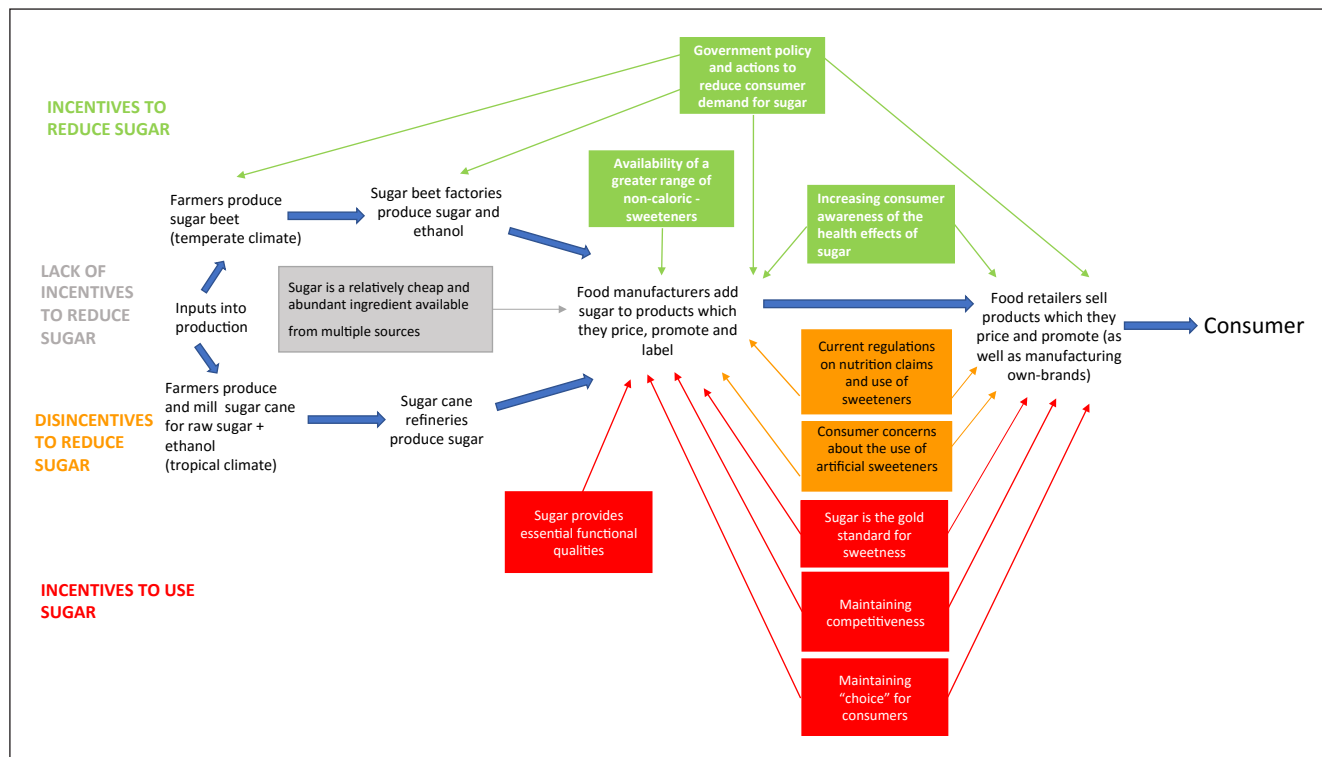 Government policy
and actions to
reduce consumer
demand for sugar
INCENTIVES TO
REDUCE SUGAR
Availability of a
greater range of
non-caloric -
sweeteners
Increasing consumer
awareness of the
health effects of
sugar
Farmers produce
sugar beet
(temperate climate)
Sugar beet factories
produce sugar and
ethanol
LACK OF
INCENTIVES
TO REDUCE
SUGAR
Inputs into
production
Sugar is a relatively cheap and
abundant ingredient available
from multiple sources
Food manufacturers add
sugar to products which
they price, promote and
label
Food retailers sell
products which they
price and promote (as
well as manufacturing
own-brands)
Consumer
Current regulations
on nutrition claims
and use of
sweeteners
Farmers produce
and mill sugar cane
for raw sugar +
ethanol
(tropical climate)
Sugar cane
refineries
produce sugar
DISINCENTIVES
TO REDUCE
SUGAR
Consumer concerns
about the use of
artificial sweeteners
Sugar provides
essential functional
qualities
Sugar is the gold
standard for
sweetness
INCENTIVES TO USE
SUGAR
Maintaining
competitiveness
Maintaining
“choice” for
consumers